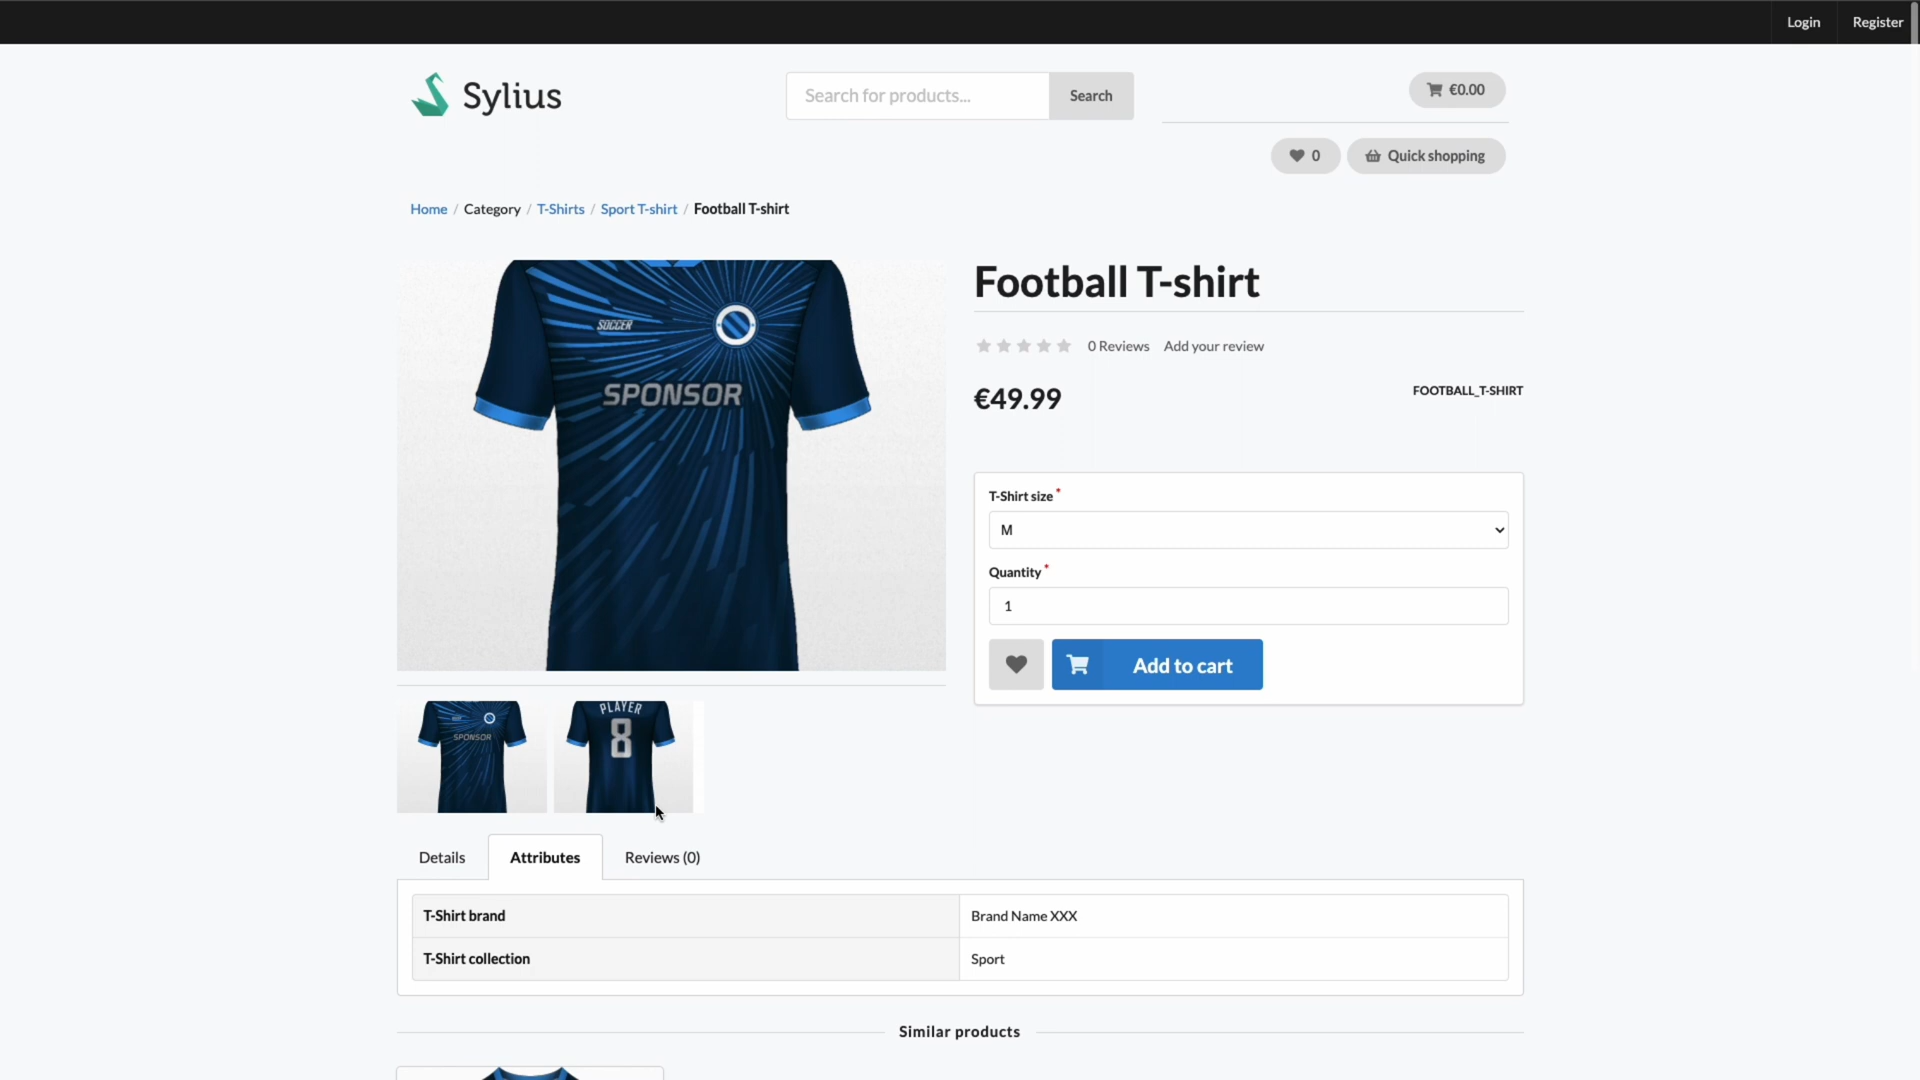 Login Register
Sylius
Search for products...
Search
€0.00
0
Quick shopping
Home / Category / T-Shirts / Sport T-shirt / Football T-shirt
SOCCER
SPONSOR
Football T-shirt
0 Reviews Add your review
€49.99
FOOTBALL_T-SHIRT
T-Shirt size *
M
Quantity *
1
Add to cart
SPONSOR
PLAYER
8
Details Attributes Reviews (0)
T-Shirt brand Brand Name XXX
T-Shirt collection Sport
Similar products